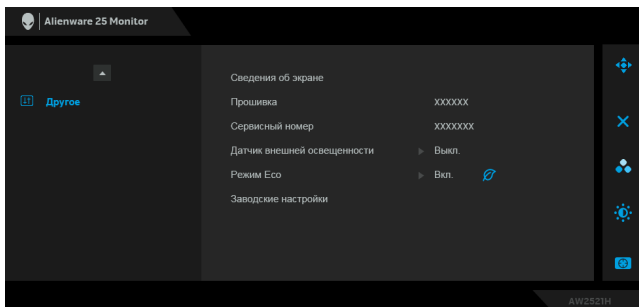 Alienware 25 Monitor
Другое
Сведения об экране
Прошивка XXXXXX
Сервисный номер XXXXXXX
Датчик внешней освещенности Выкл.
Режим Eco Вкл.
Заводские настройки
AW2521H